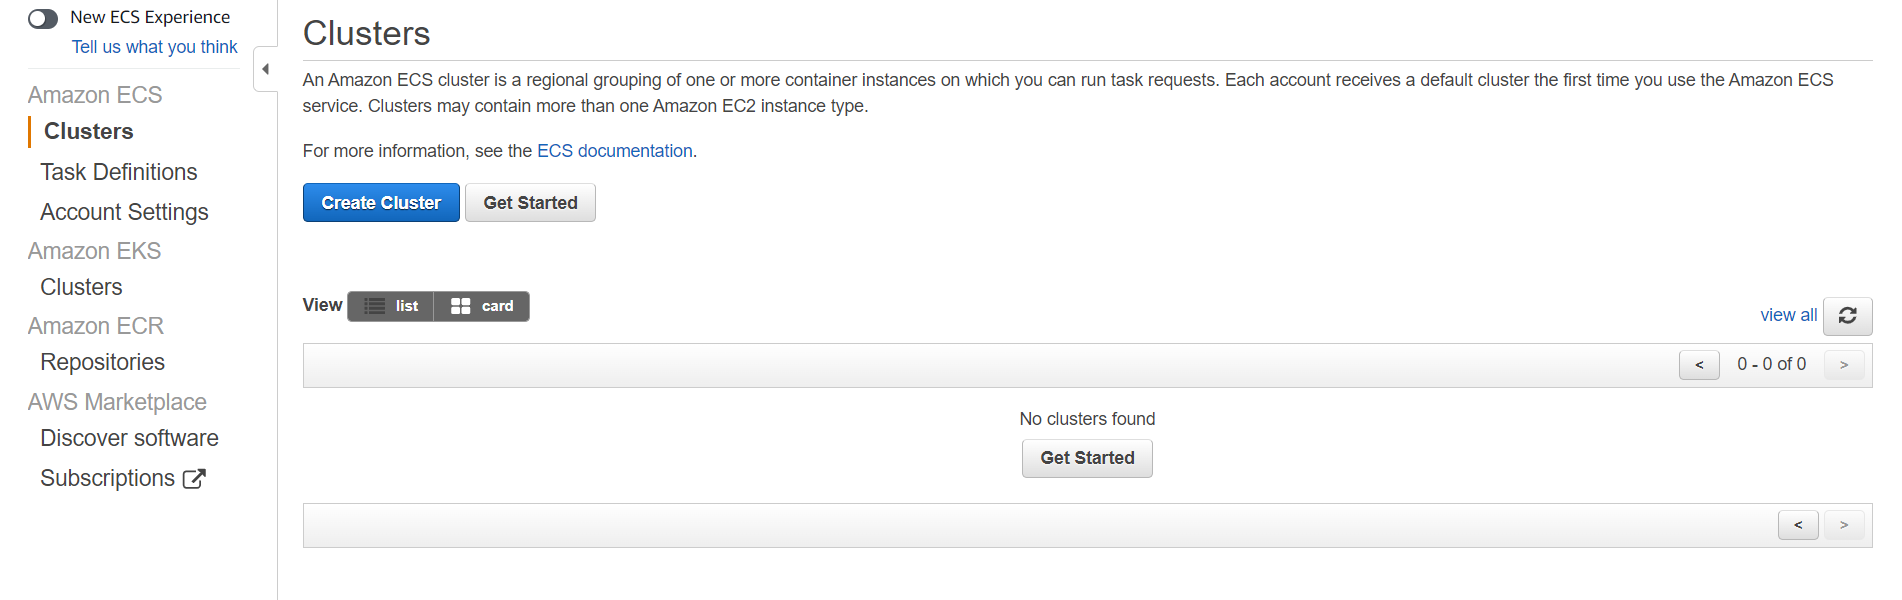 New ECS Experience
Tell us what you think
Amazon ECS
Clusters
Task Definitions
Account Settings
Amazon EKS
Clusters
Amazon ECR
Repositories
AWS Marketplace
Discover software
Subscriptions
Clusters
An Amazon ECS cluster is a regional grouping of one or more container instances on which you can run task requests. Each account receives a default cluster the first time you use the Amazon ECS
service. Clusters may contain more than one Amazon EC2 instance type.
For more information, see the ECS documentation.
Create Cluster Get Started
View list card
view all
< 0 - 0 of 0 >
No clusters found
Get Started
< >